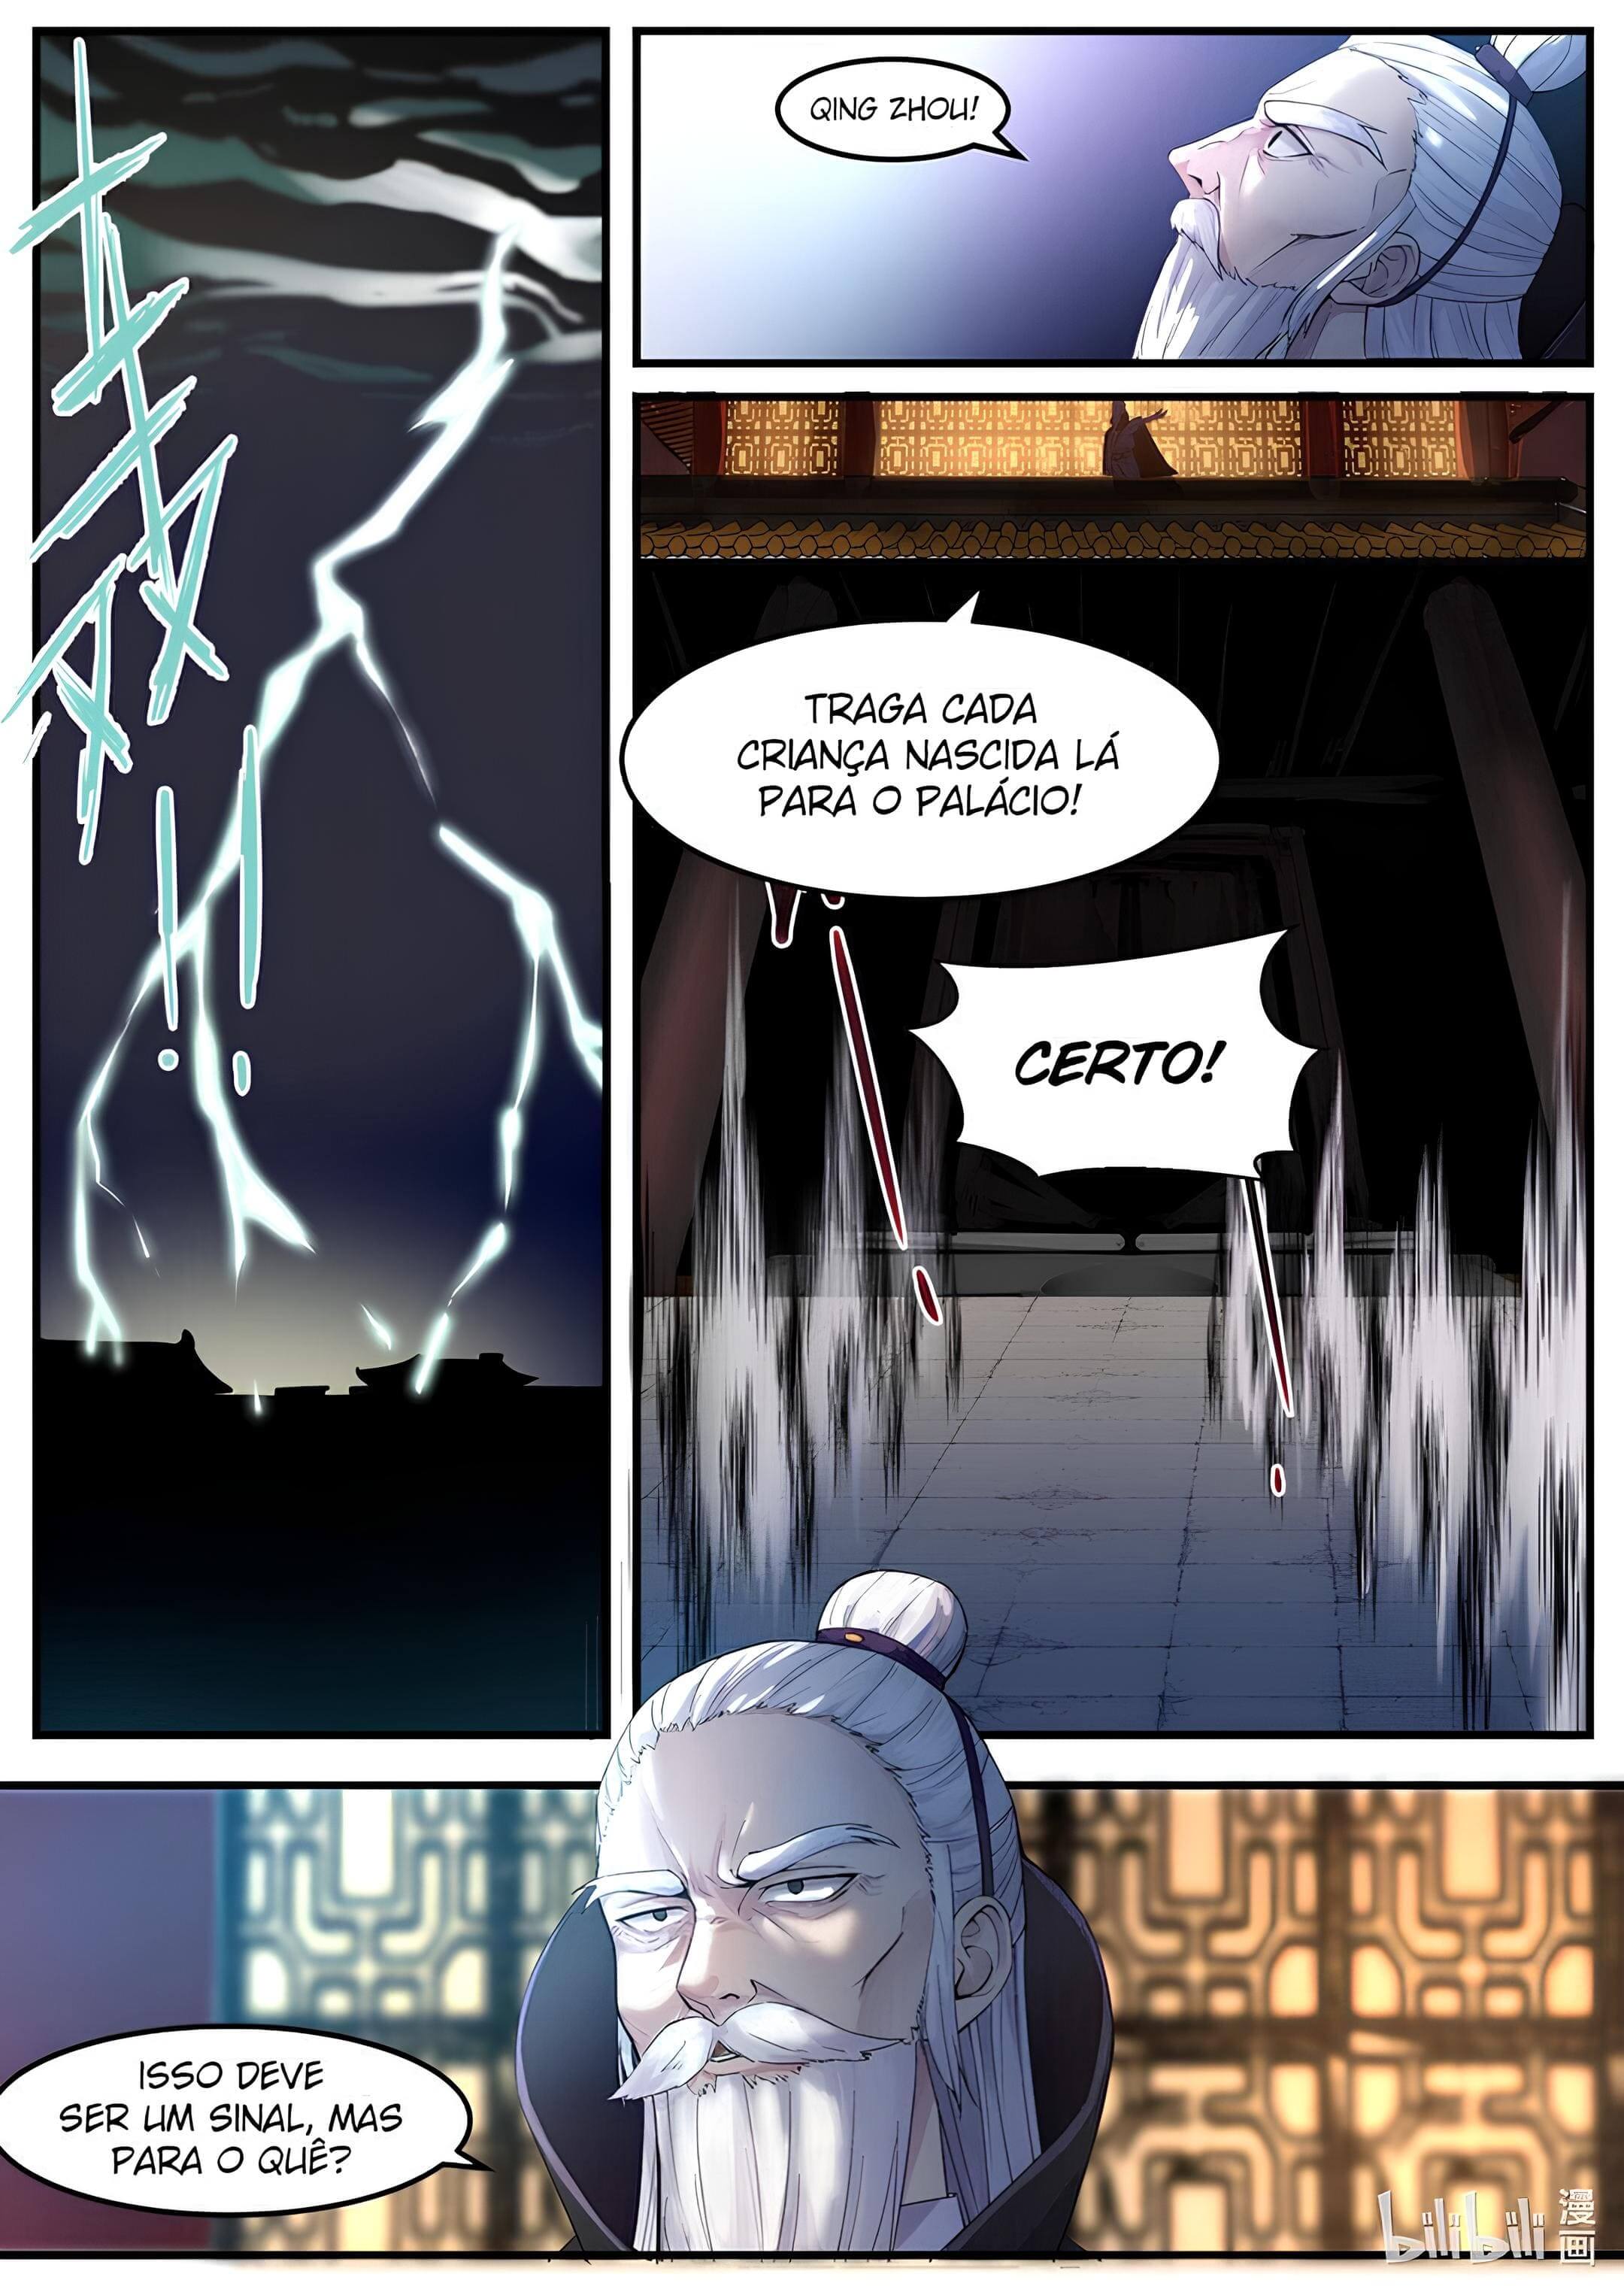 QING ZHOU!
TRAGA CADA
CRIANÇA NASCIDA LÁ
PARA O PALÁCIO!
CERTO!
ISSO DEVE
SER UM SINAL, MAS
PARA O QUÊ?
bilibili 漫画